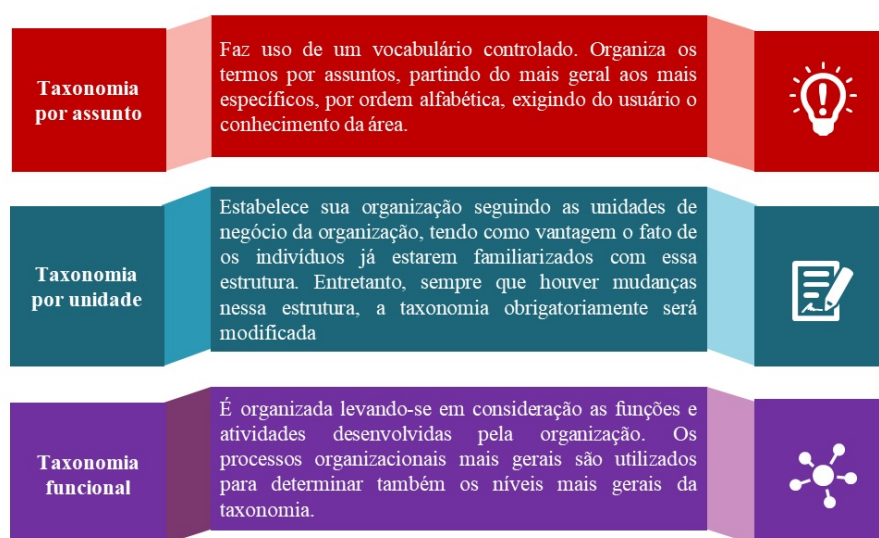 Taxonomia
por assunto
Faz uso de um vocabulário controlado. Organiza os
termos por assuntos, partindo do mais geral aos mais
específicos, por ordem alfabética, exigindo do usuário o
conhecimento da área.
Taxonomia
por unidade
Estabelece sua organização seguindo as unidades de
negócio da organização, tendo como vantagem o fato de
os indivíduos já estarem familiarizados com essa
estrutura. Entretanto, sempre que houver mudanças
nessa estrutura, a taxonomia obrigatoriamente será
modificada
Taxonomia
funcional
É organizada levando-se em consideração as funções e
atividades desenvolvidas pela organização. Os
processos organizacionais mais gerais são utilizados
para determinar também os níveis mais gerais da
taxonomia.